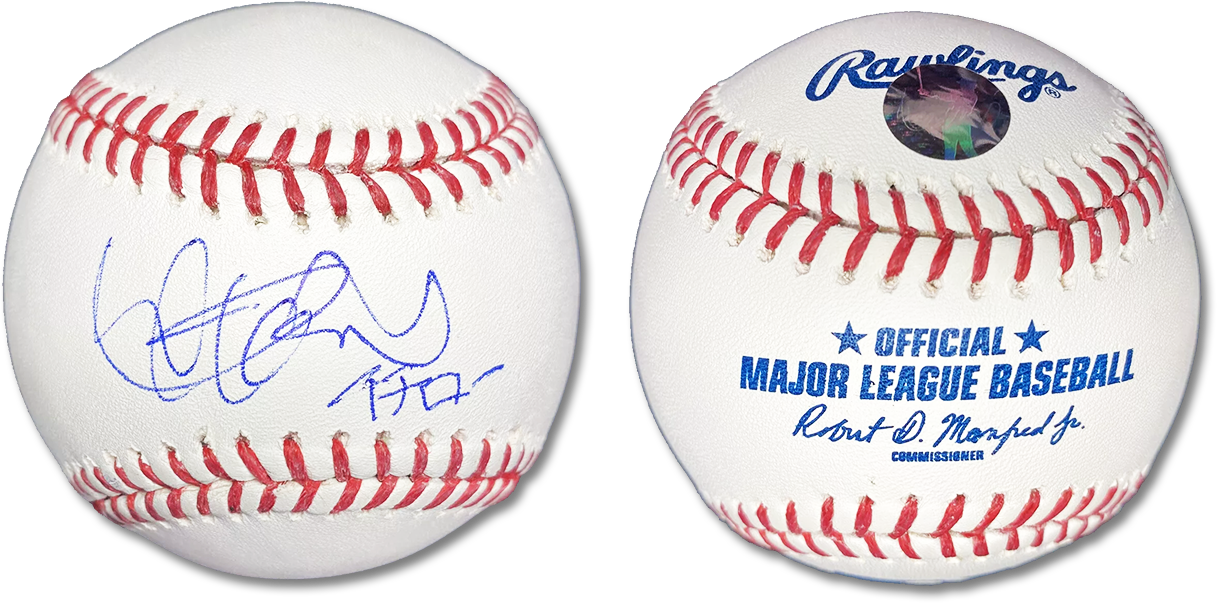 Rawlings®
★ OFFICIAL ★
MAJOR LEAGUE BASEBALL
Robert D. Manfred Jr.
COMMISSIONER